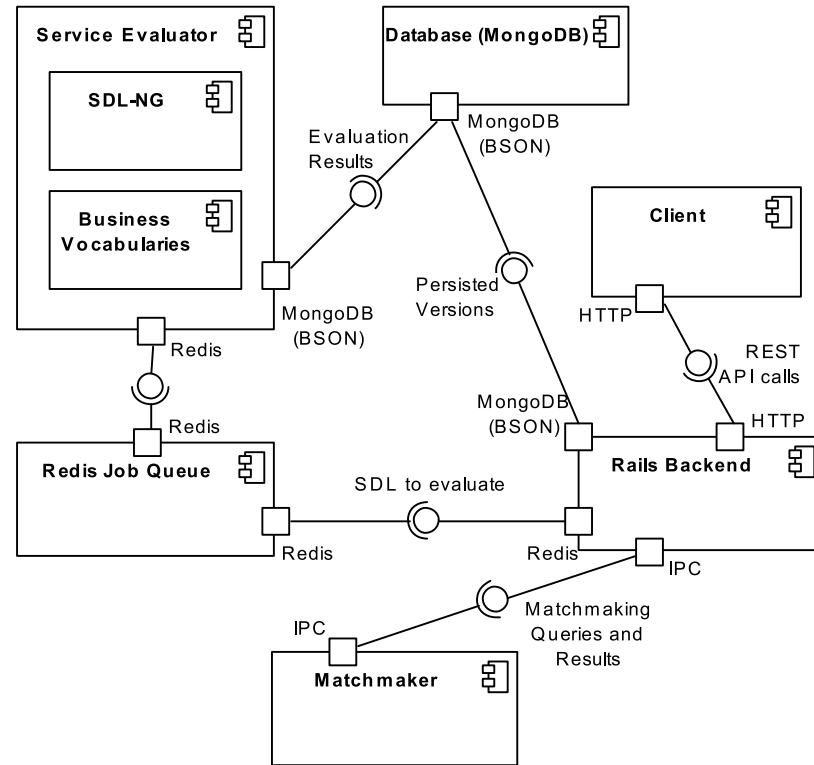 Service Evaluator
SDL-NG
Business
Vocabularies
Database (MongoDB)
MongoDB
(BSON)
Evaluation
Results
MongoDB
(BSON)
Persisted
Versions
Client
HTTP
REST
API calls
HTTP
Redis
Redis
MongoDB
(BSON)
Redis Job Queue
Redis
SDL to evaluate
Rails Backend
Redis
IPC
Matchmaking
Queries and
Results
IPC
Matchmaker